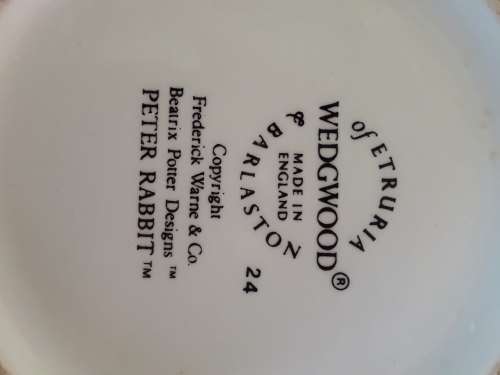 of ETRURIA
WEDGWOOD®
MADE IN
ENGLAND
& BARLASTON
24
Copyright
Frederick Warne & Co.
Beatrix Potter Designs ™
PETER RABBIT ™